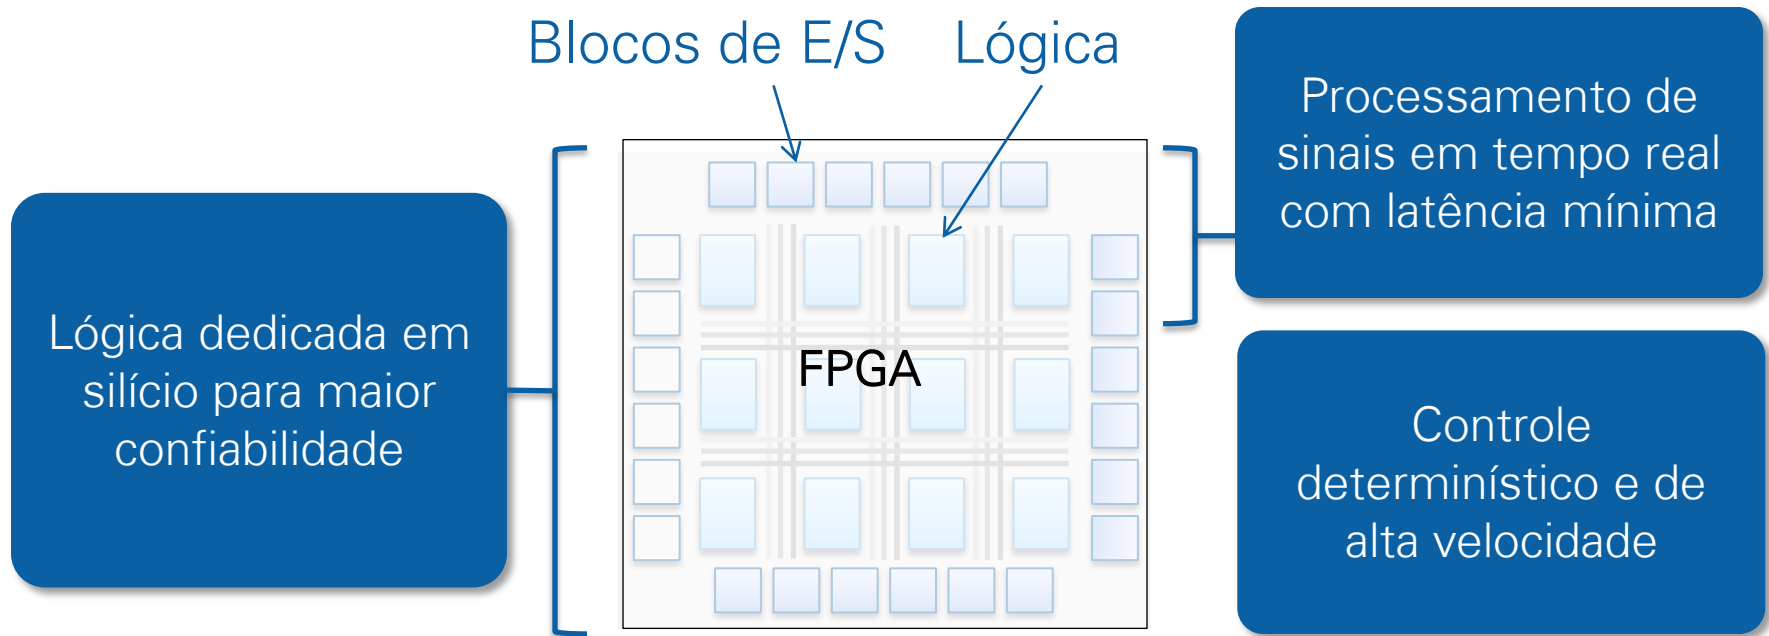 Blocos de E/S
Lógica
Lógica dedicada em
silício para maior
confiabilidade
FPGA
Processamento de
sinais em tempo real
com latência mínima
Controle
determinístico e de
alta velocidade